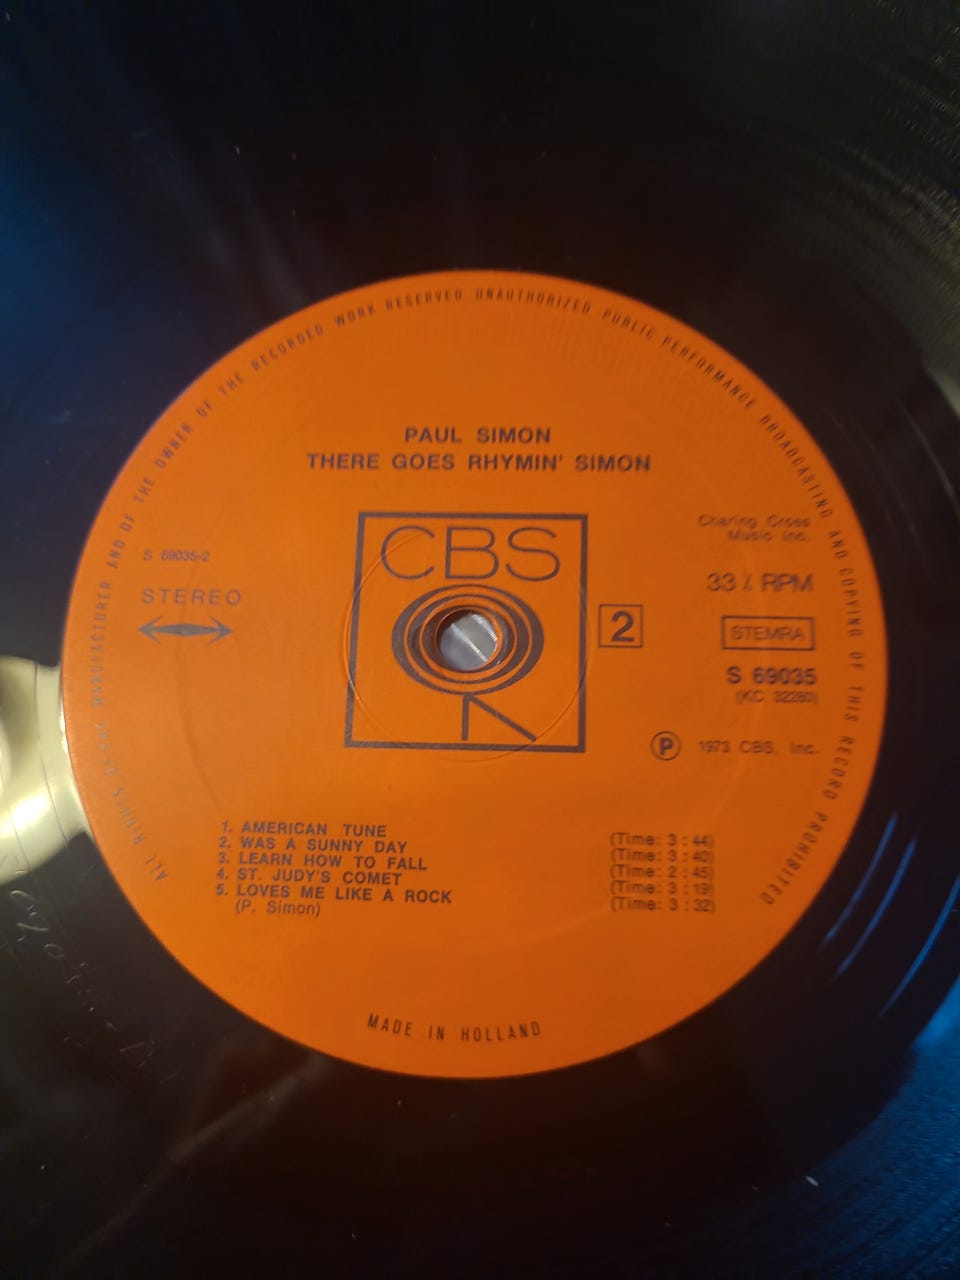 ALL RIGHTS OF THE MANUFACTURER AND OF THE OWNER OF THE RECORDED WORK RESERVED UNAUTHORIZED PUBLIC PERFORMANCE BROADCASTING AND COPYING OF THIS RECORD PROHIBITED
PAUL SIMON
THERE GOES RHYMIN' SIMON
CBS
Charing Cross
Music Inc.
S 69035-2
STEREO
33⅓ RPM
2
STEMRA
S 69035
(KC 32280)
Ⓟ 1973 CBS, Inc.
1. AMERICAN TUNE (Time: 3:44)
2. WAS A SUNNY DAY (Time: 3:40)
3. LEARN HOW TO FALL (Time: 2:45)
4. ST. JUDY'S COMET (Time: 3:19)
5. LOVES ME LIKE A ROCK (Time: 3:32)
(P. Simon)
MADE IN HOLLAND